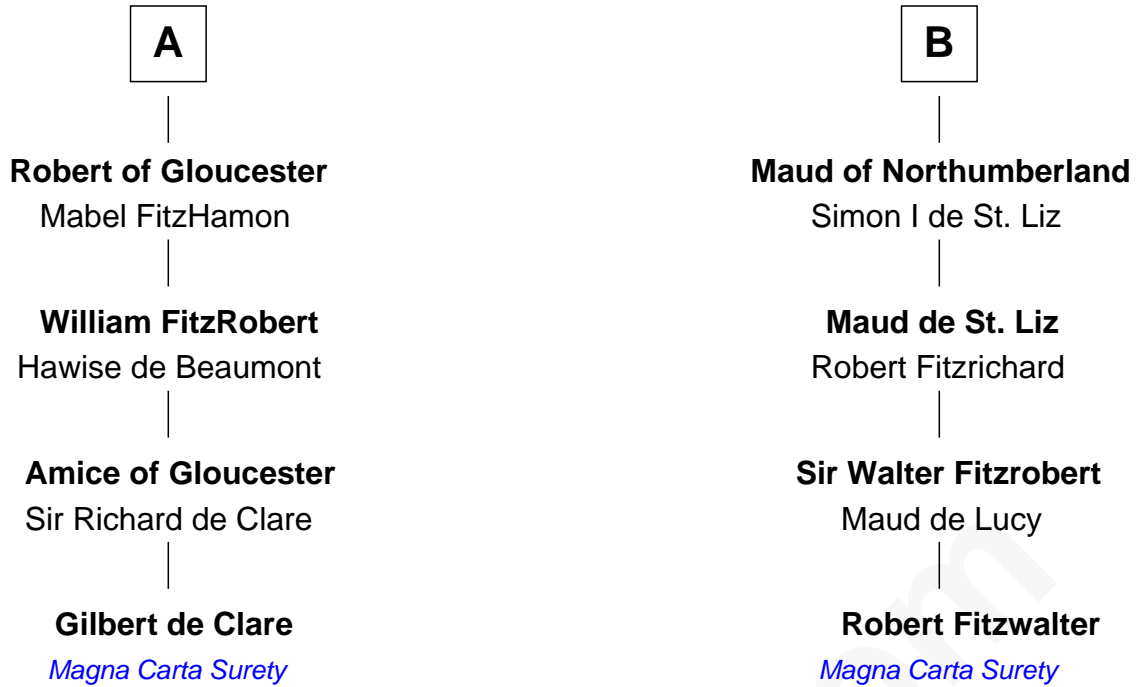 A
Robert of Gloucester
Mabel FitzHamon
William FitzRobert
Hawise de Beaumont
Amice of Gloucester
Sir Richard de Clare
Gilbert de Clare
Magna Carta Surety
B
Maud of Northumberland
Simon I de St. Liz
Maud de St. Liz
Robert Fitzrichard
Sir Walter Fitzrobert
Maud de Lucy
Robert Fitzwalter
Magna Carta Surety